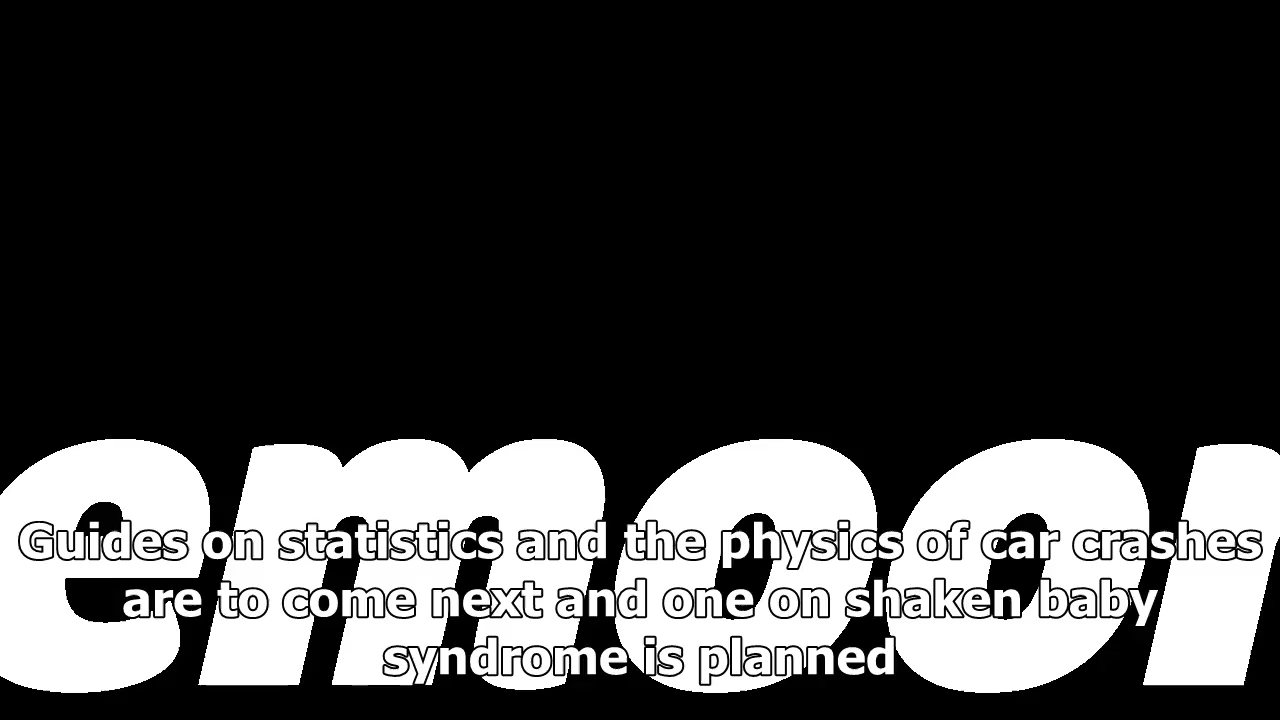 emoor
Guides on statistics and the physics of car crashes
are to come next and one on shaken baby
syndrome is planned